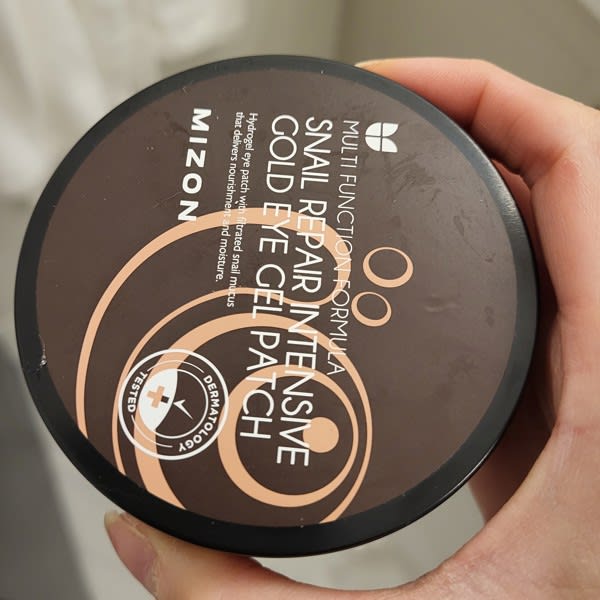 MULTI FUNCTION FORMULA
SNAIL REPAIR INTENSIVE
GOLD EYE GEL PATCH
Hydrogel eye patch with filtrated snail mucus
that delivers nourishment and moisture.
MIZON
DERMATOLOGY
TESTED